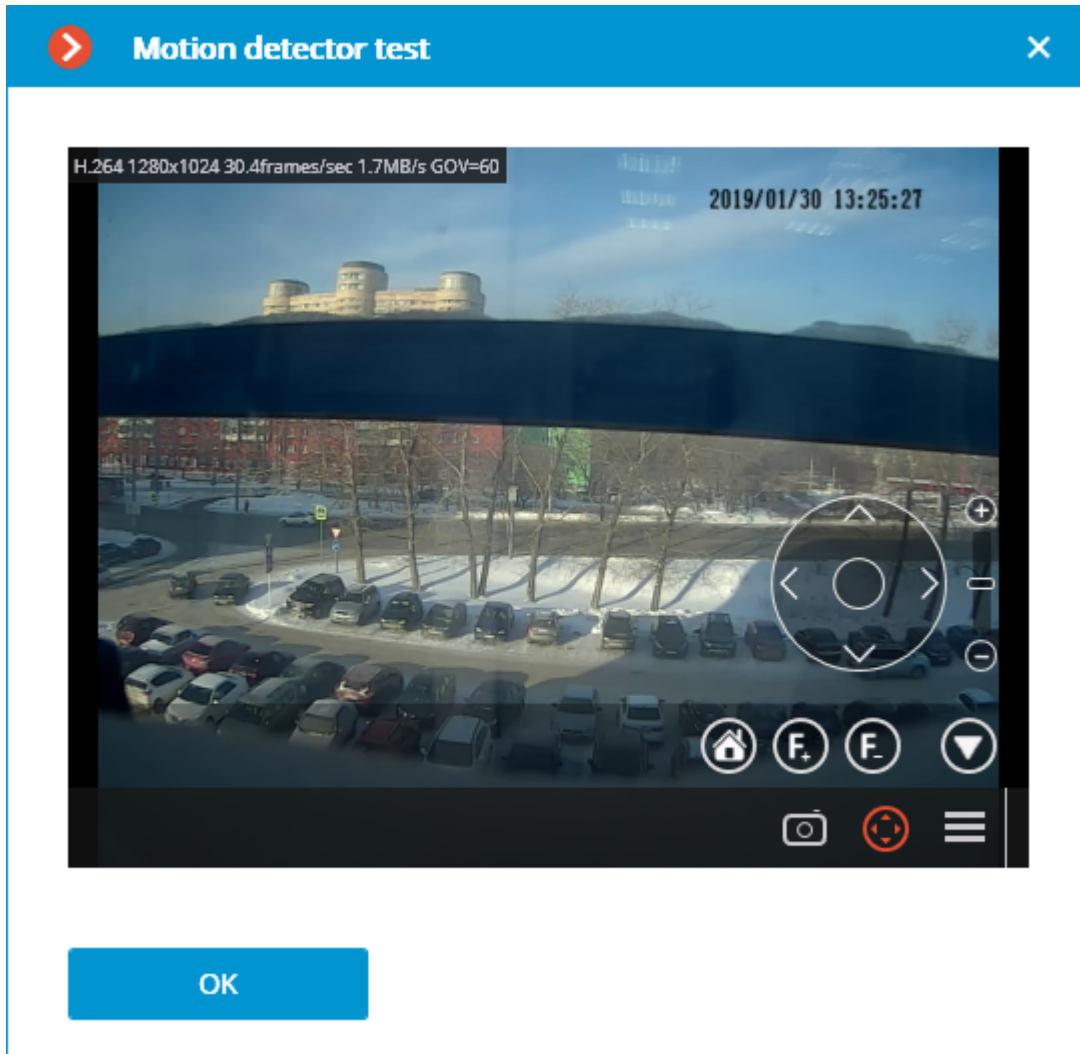 Motion detector test
H.264 1280x1024 30.4frames/sec 1.7MB/s GOV=60
2019/01/30 13:25:27
F+
F-
OK